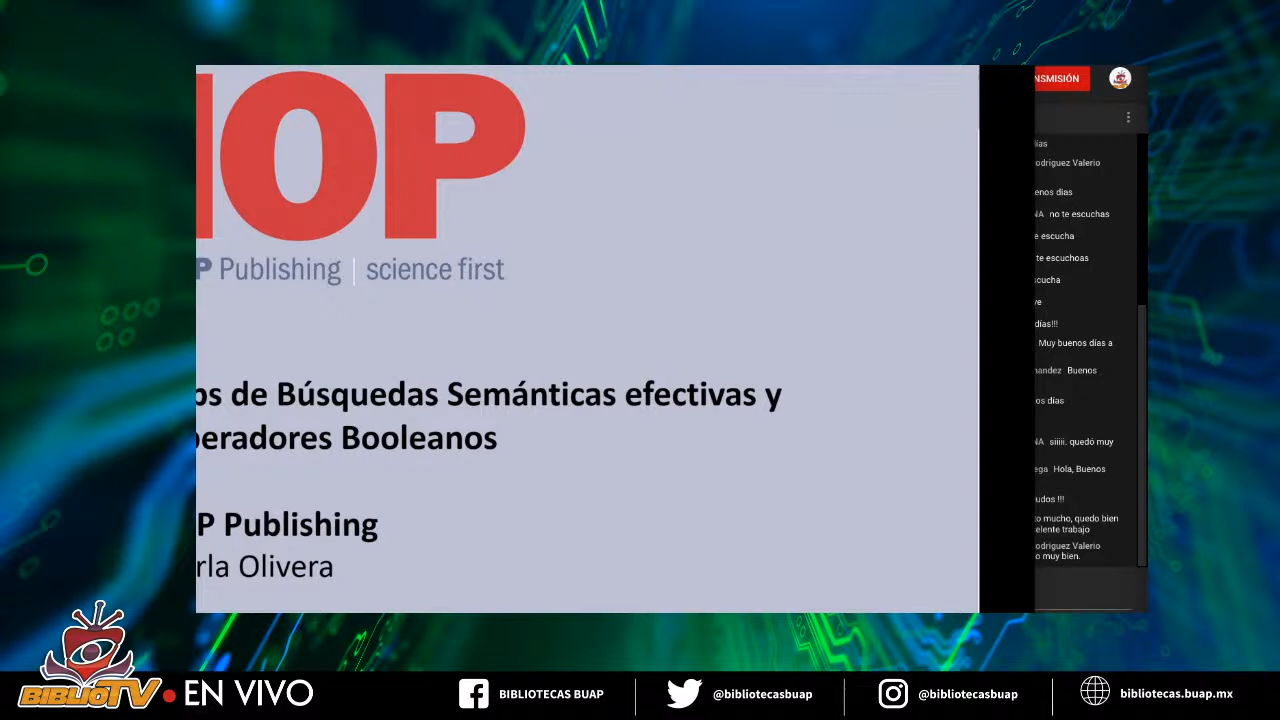 IOP
P Publishing | science first
ps de Búsquedas Semánticas efectivas y
peradores Booleanos
P Publishing
rla Olivera
NSMISIÓN
días
odriguez Valerio
enos dias
NA no te escuchas
e escucha
te escuchoas
scucha
ve
días!!!
Muy buenos días a
nandez Buenos
os días
NA siiiii. quedó muy
ega Hola, Buenos
udos !!!
to mucho, quedo bien
elente trabajo
odriguez Valerio
o muy bien.
BIBLIOTV
EN VIVO
BIBLIOTECAS BUAP
@bibliotecasbuap
@bibliotecasbuap
bibliotecas.buap.mx